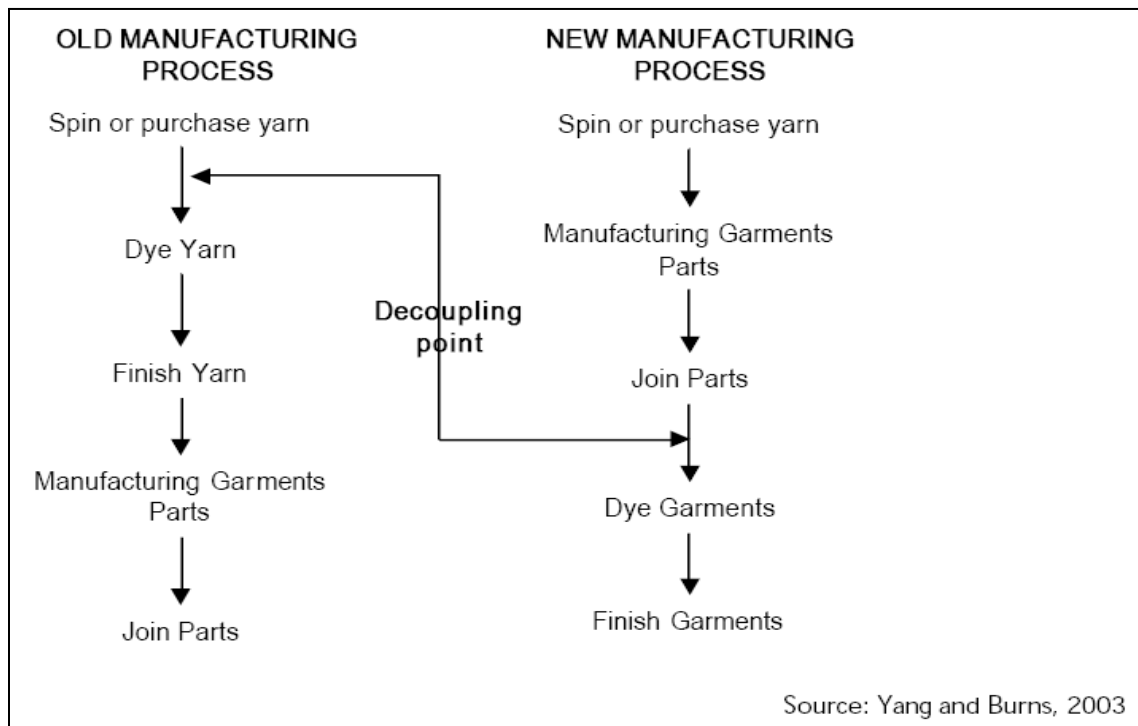 OLD MANUFACTURING
PROCESS
Spin or purchase yarn
Dye Yarn
Finish Yarn
Manufacturing Garments
Parts
Join Parts
Decoupling
point
NEW MANUFACTURING
PROCESS
Spin or purchase yarn
Manufacturing Garments
Parts
Join Parts
Dye Garments
Finish Garments
Source: Yang and Burns, 2003